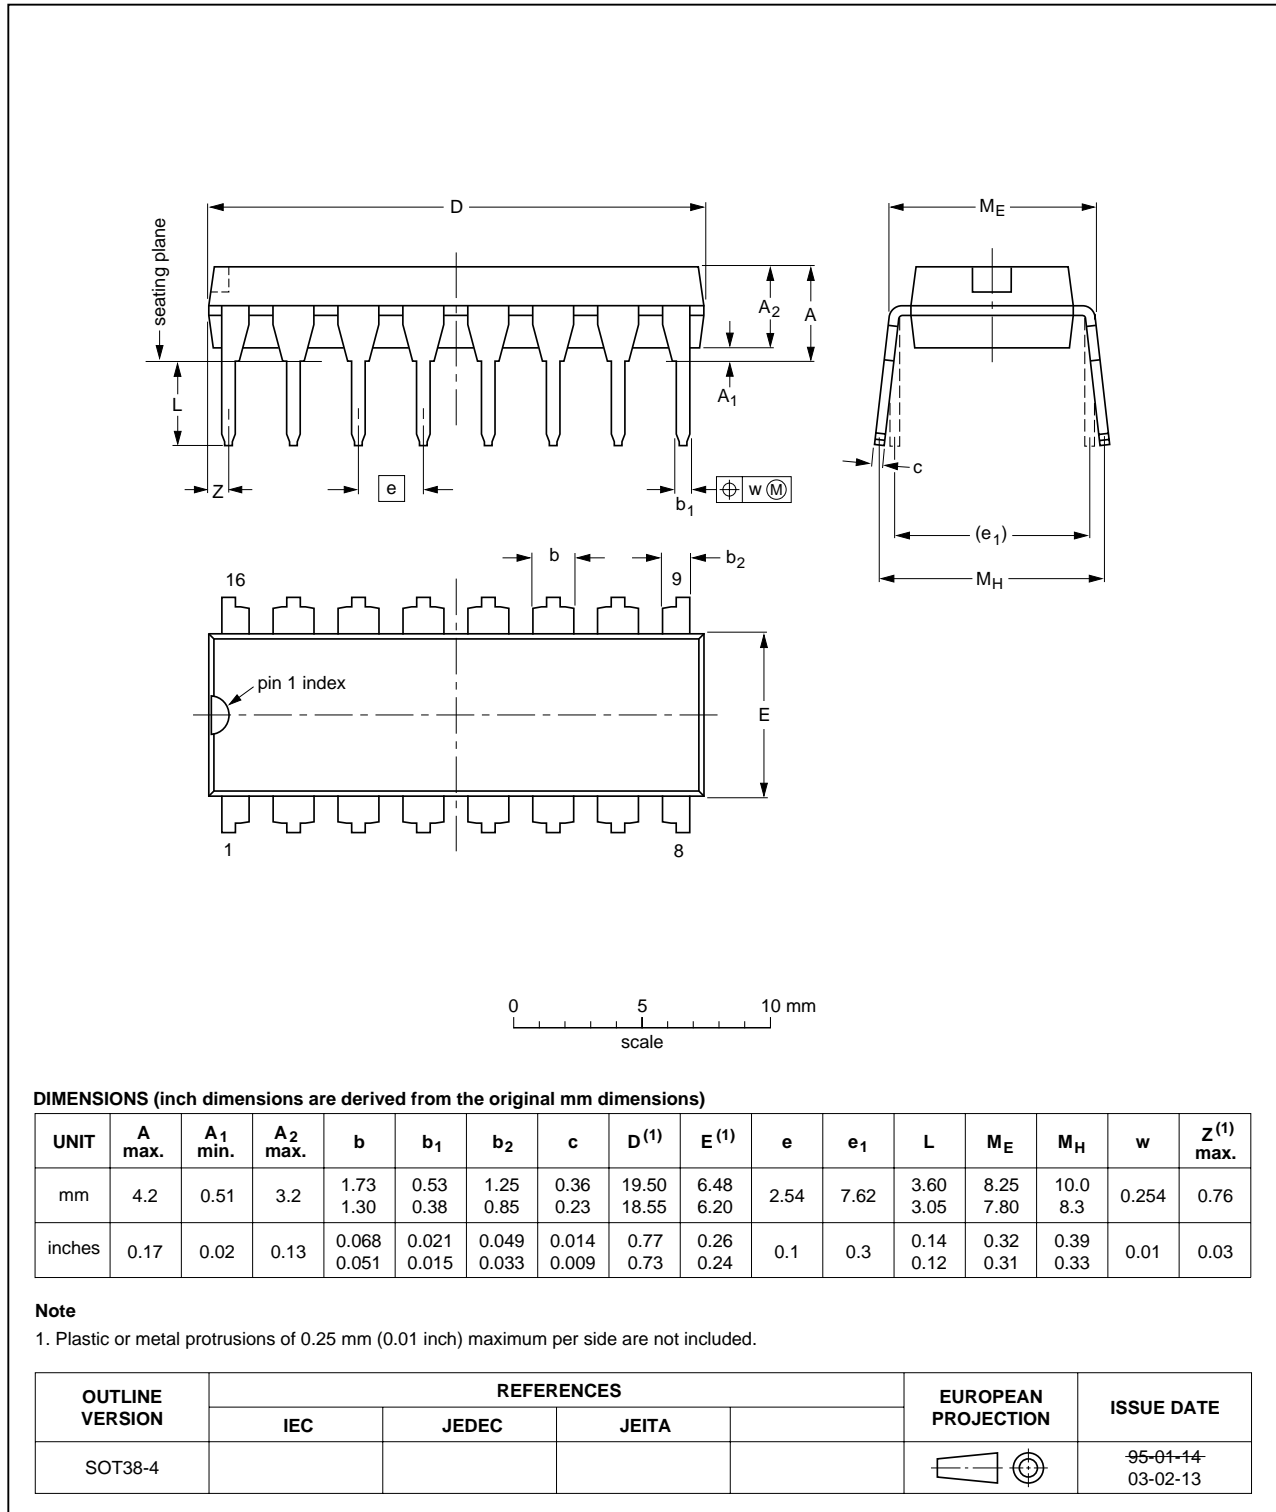 D
M_E
seating plane
A_2
A
A_1
L
Z
e
b_1
w Ⓜ
c
(e_1)
M_H
b
b_2
16
9
pin 1 index
E
1
8
0 5 10 mm
scale
DIMENSIONS (inch dimensions are derived from the original mm dimensions)
UNIT A max. A1 min. A2 max. b b1 b2 c D(1) E(1) e e1 L ME MH w Z(1) max.
mm 4.2 0.51 3.2 1.73 1.30 0.53 0.38 1.25 0.85 0.36 0.23 19.50 18.55 6.48 6.20 2.54 7.62 3.60 3.05 8.25 7.80 10.0 8.3 0.254 0.76
inches 0.17 0.02 0.13 0.068 0.051 0.021 0.015 0.049 0.033 0.014 0.009 0.77 0.73 0.26 0.24 0.1 0.3 0.14 0.12 0.32 0.31 0.39 0.33 0.01 0.03
Note
1. Plastic or metal protrusions of 0.25 mm (0.01 inch) maximum per side are not included.
OUTLINE VERSION REFERENCES EUROPEAN PROJECTION ISSUE DATE
IEC JEDEC JEITA
SOT38-4 95-01-14
03-02-13